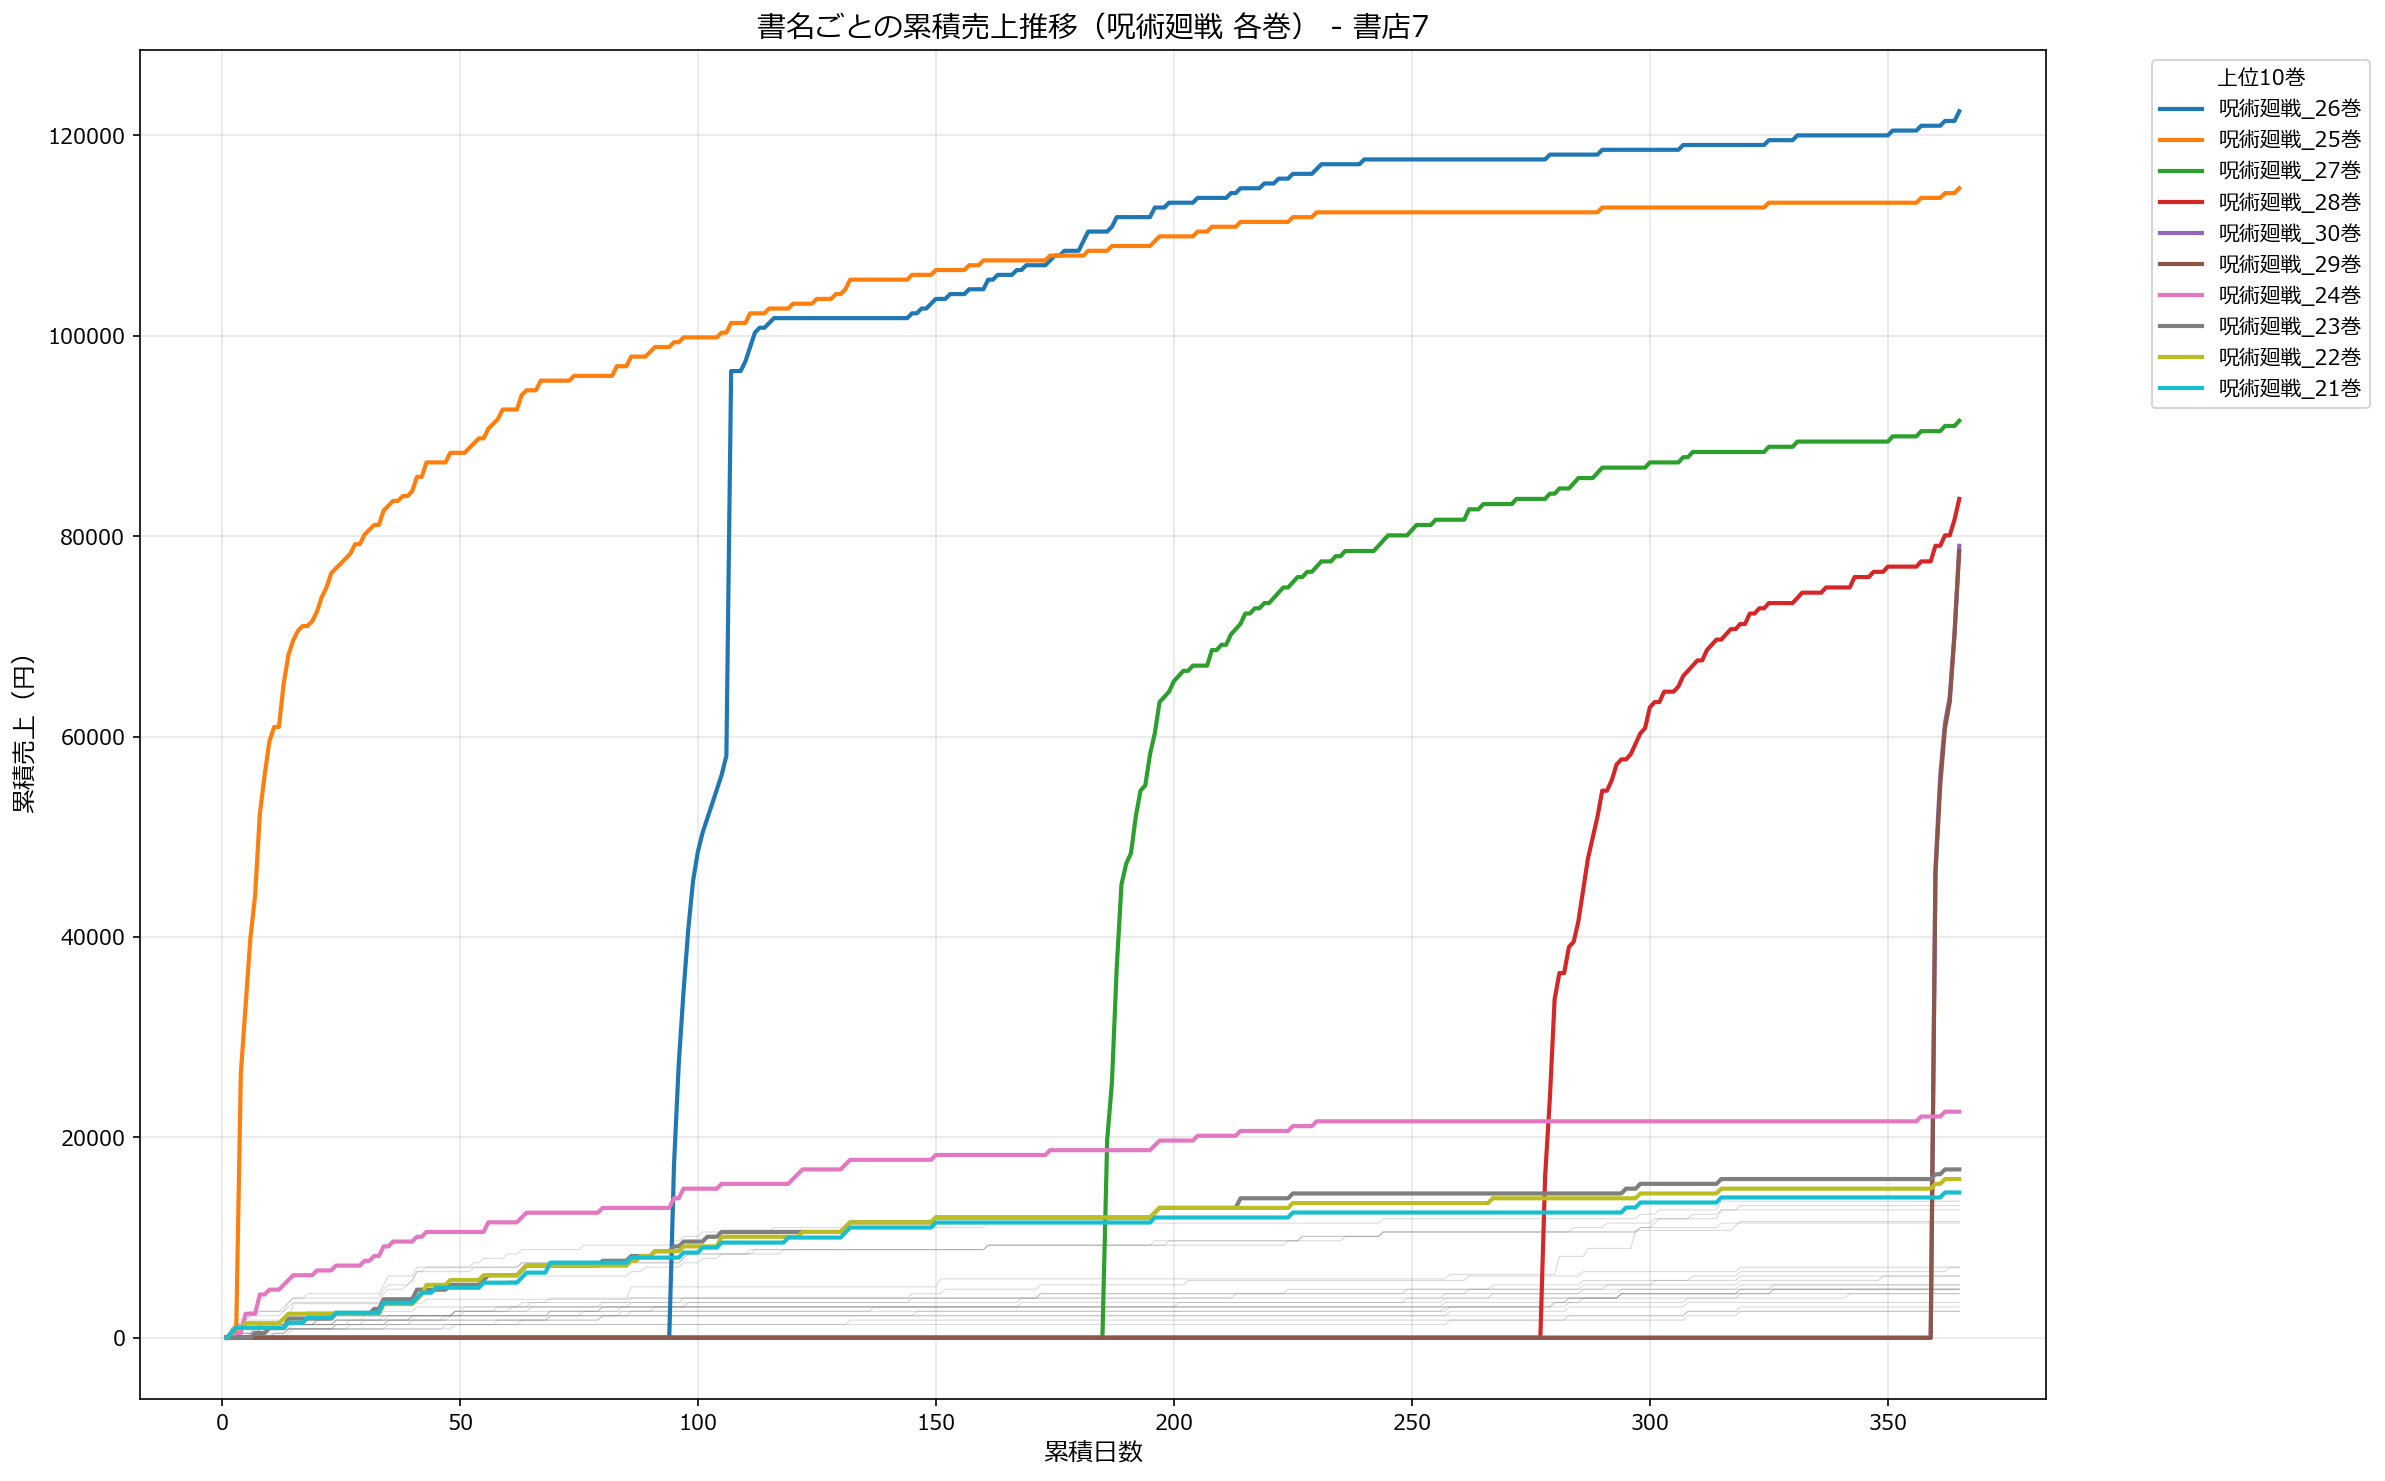 書名ごとの累積売上推移（呪術廻戦 各巻） - 書店7
累積売上（円）
120000
100000
80000
60000
40000
20000
0
0 50 100 150 200 250 300 350
累積日数
上位10巻
呪術廻戦_26巻
呪術廻戦_25巻
呪術廻戦_27巻
呪術廻戦_28巻
呪術廻戦_30巻
呪術廻戦_29巻
呪術廻戦_24巻
呪術廻戦_23巻
呪術廻戦_22巻
呪術廻戦_21巻